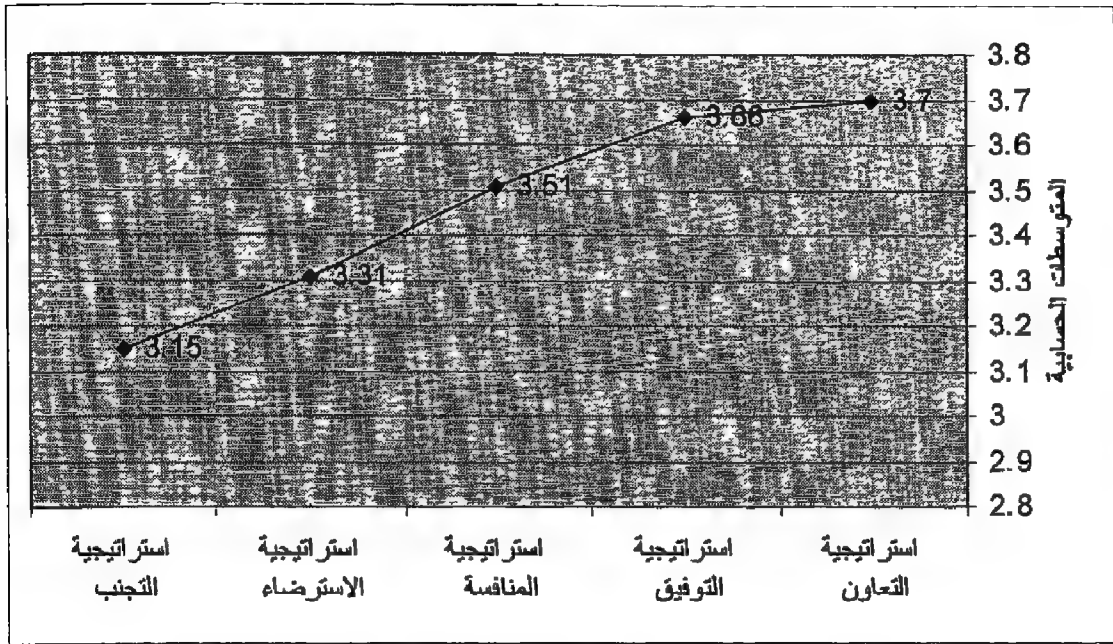 3.8
3.7
3.6
3.5
3.4
3.3
3.2
3.1
3
2.9
2.8
المتوسطات الحسابية
3.7
3.66
3.51
3.31
3.15
استراتيجية
التعاون
استراتيجية
التوفيق
استراتيجية
المنافسة
استراتيجية
الاسترضاء
استراتيجية
التجنب